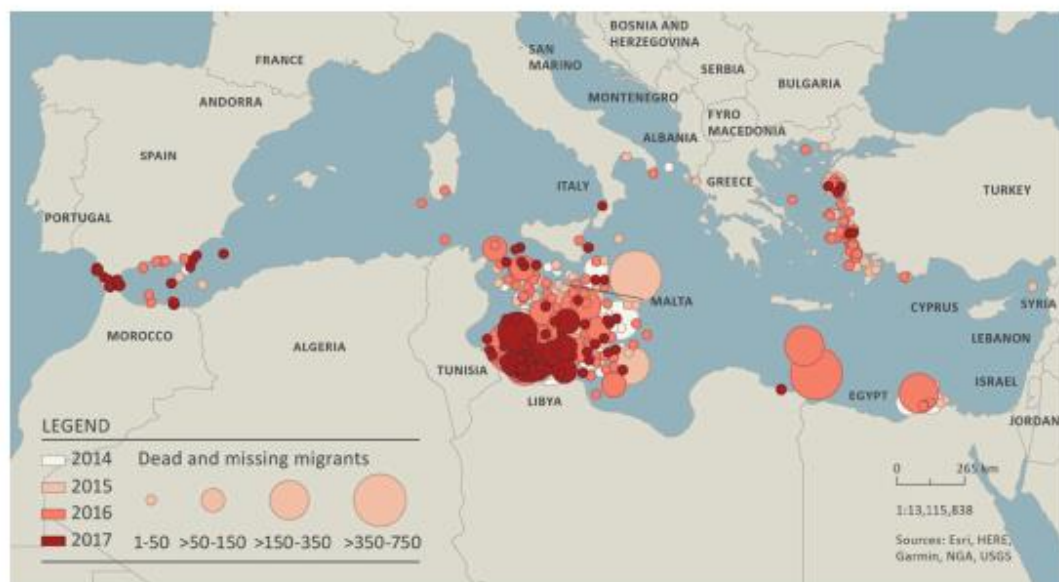 BOSNIA AND
HERZEGOVINA
SAN
MARINO
FRANCE
SERBIA
BULGARIA
ANDORRA
MONTENEGRO
FYRO
MACEDONIA
ALBANIA
SPAIN
ITALY
GREECE
TURKEY
PORTUGAL
MALTA
CYPRUS
SYRIA
MOROCCO
ALGERIA
LEBANON
TUNISIA
ISRAEL
LIBYA
EGYPT
JORDAN
LEGEND
2014
Dead and missing migrants
2015
2016
2017
1-50 >50-150 >150-350 >350-750
0 265 km
1:13,115,838
Sources: Esri, HERE,
Garmin, NGA, USGS